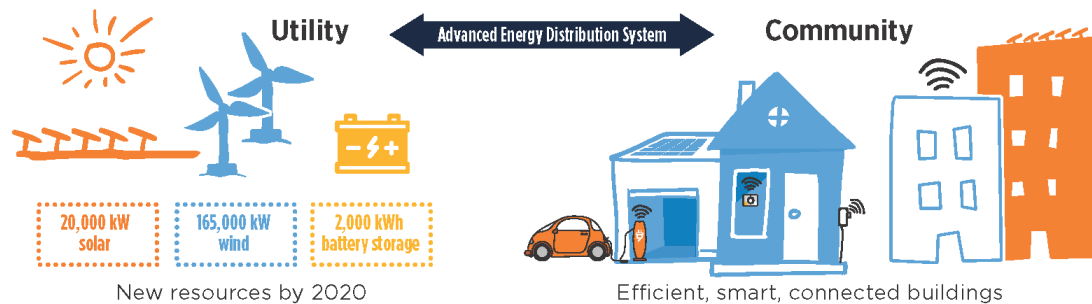 Utility
Advanced Energy Distribution System
Community
20,000 kW
solar
165,000 kW
wind
2,000 kWh
battery storage
New resources by 2020
Efficient, smart, connected buildings